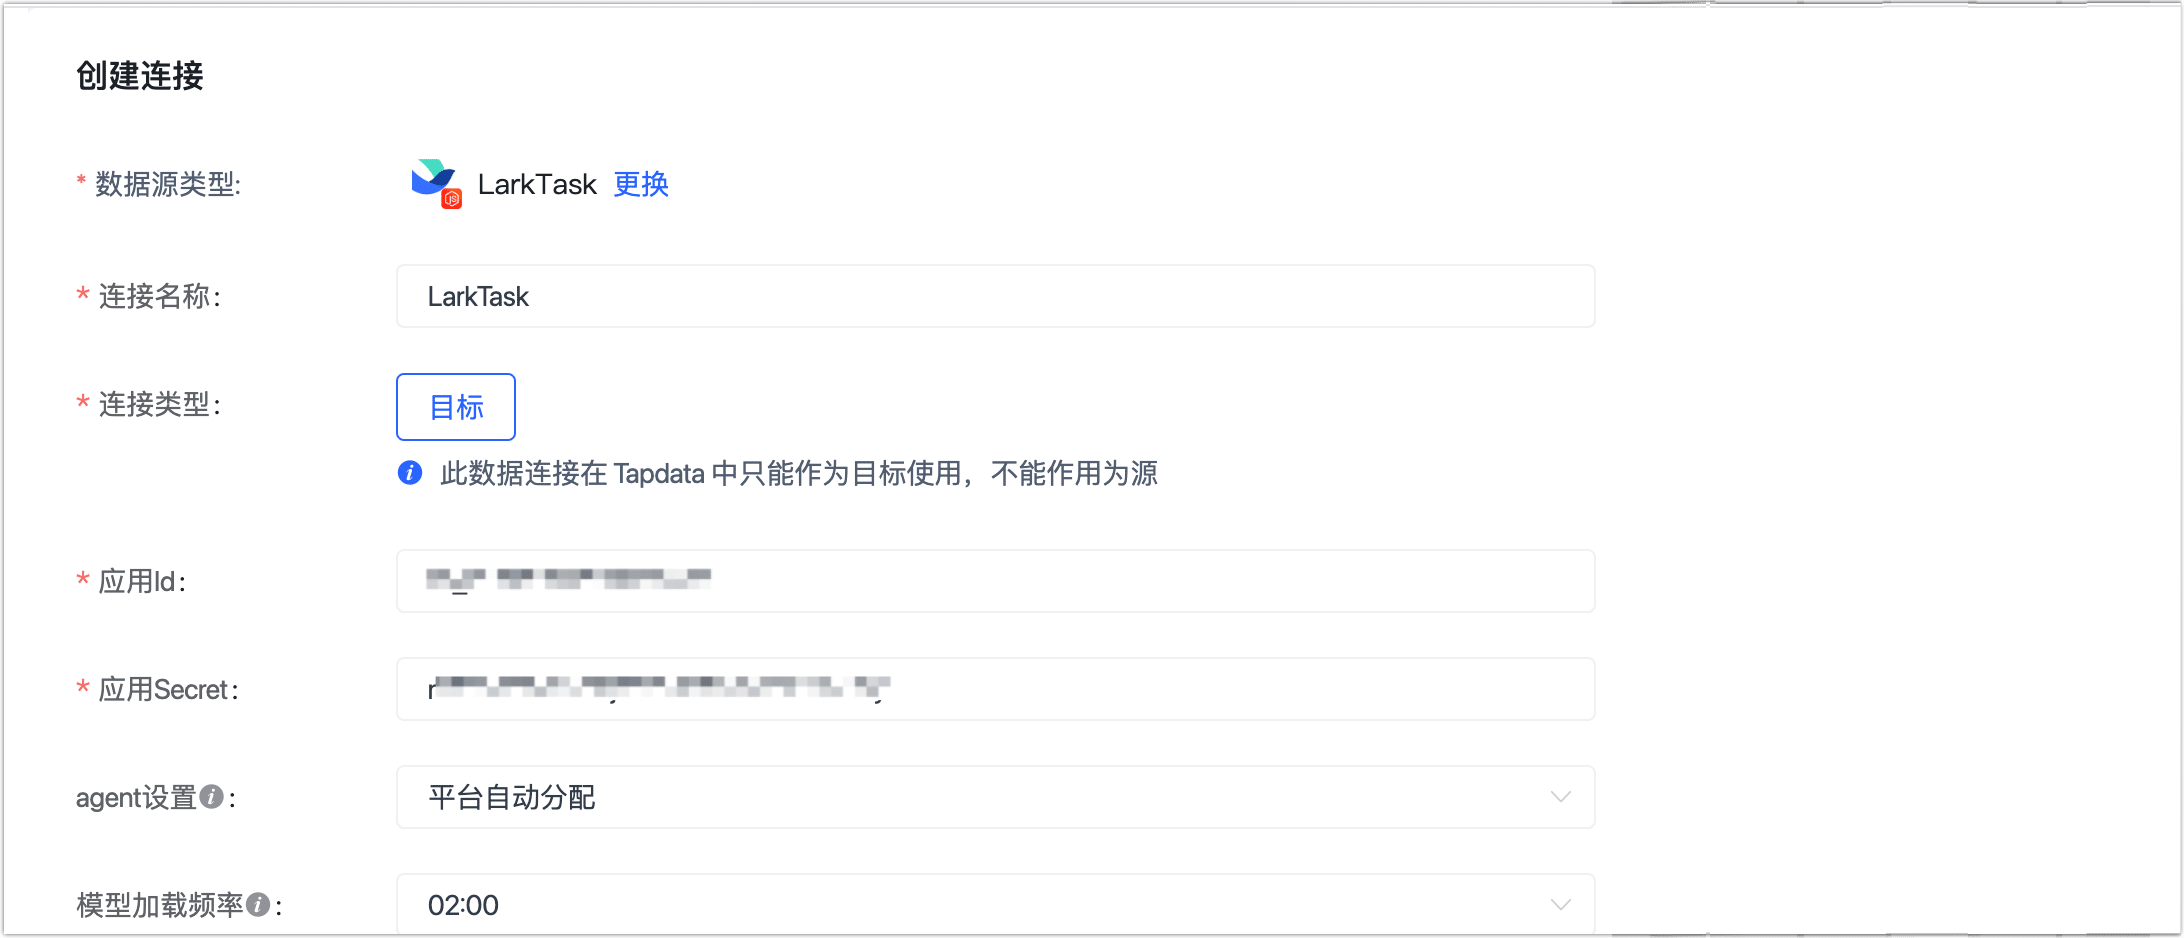 创建连接
* 数据源类型: LarkTask 更换
* 连接名称: LarkTask
* 连接类型: 目标
此数据连接在 Tapdata 中只能作为目标使用，不能作用为源
* 应用Id:
* 应用Secret:
agent设置: 平台自动分配
模型加载频率: 02:00